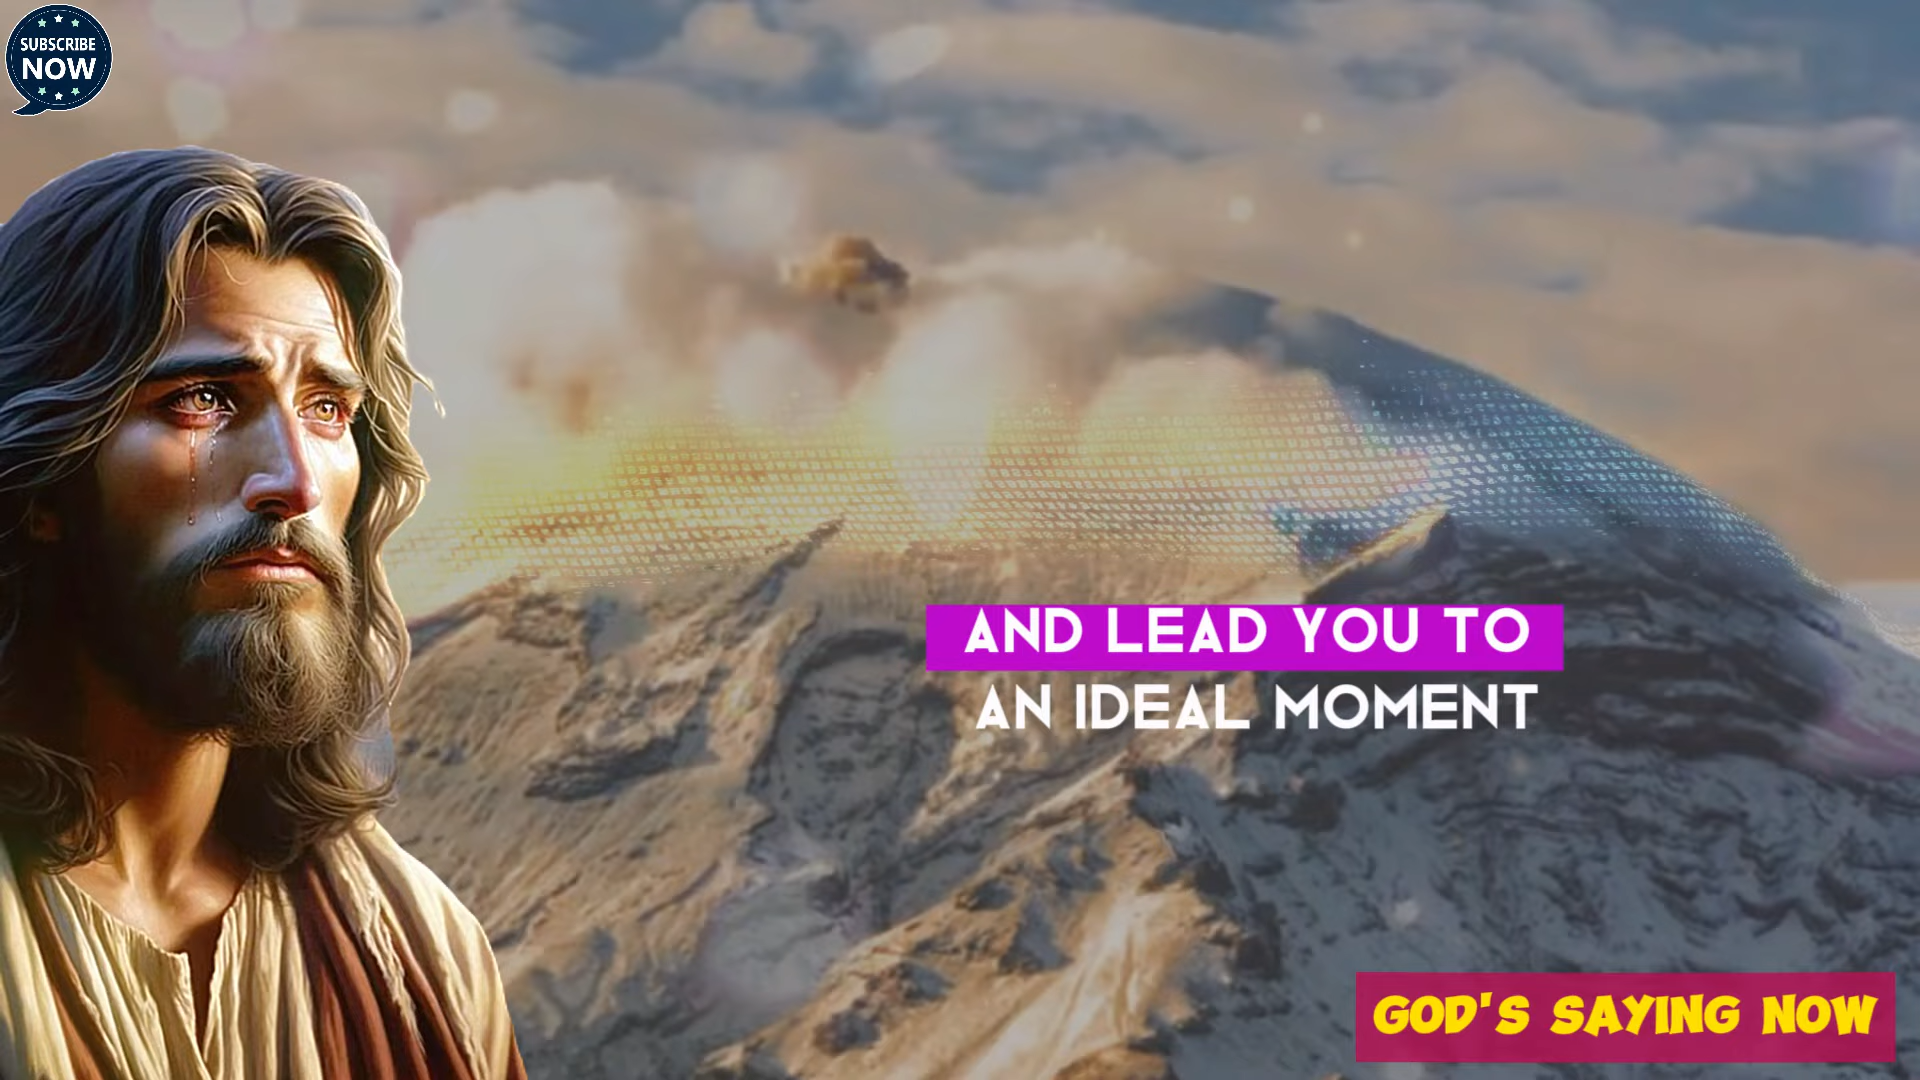 SUBSCRIBE
NOW
AND LEAD YOU TO
AN IDEAL MOMENT
GOD'S SAYING NOW